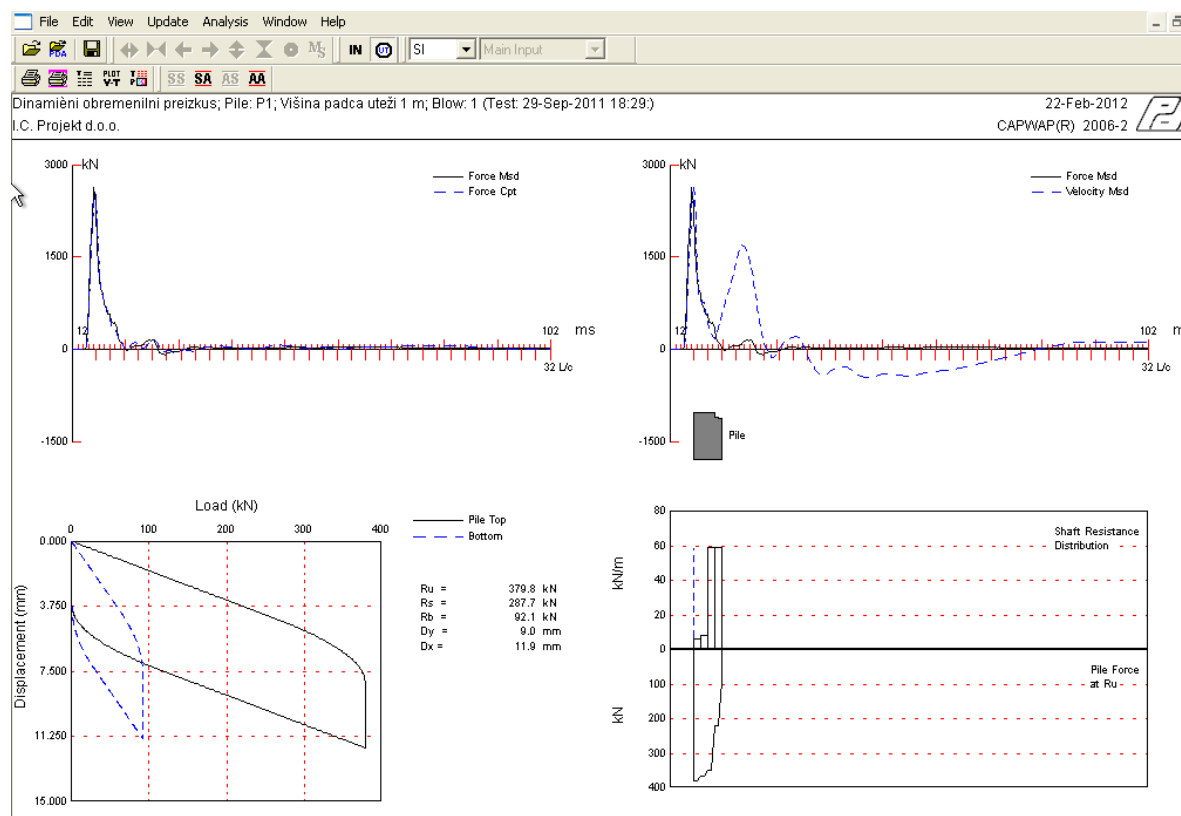 File Edit View Update Analysis Window Help
PDA MS IN UT SI Main Input
T PLOT V-T T P SS SA AS AA
Dinamièni obremenilni preizkus; Pile: P1; Višina padca uteži 1 m; Blow: 1 (Test: 29-Sep-2011 18:29:) 22-Feb-2012
I.C. Projekt d.o.o. CAPWAP(R) 2006-2
3000 kN
Force Msd
Force Cpt
1500
12 102 ms
0
32 L/c
-1500
3000 kN
Force Msd
Velocity Msd
1500
12 102 m
0
32 L/c
-1500
Pile
Load (kN)
0 100 200 300 400
0.000
3.750
7.500
11.250
15.000
Displacement (mm)
Pile Top
Bottom
Ru = 379.8 kN
Rs = 287.7 kN
Rb = 92.1 kN
Dy = 9.0 mm
Dx = 11.9 mm
80
60
40
20
0
kN/m
Shaft Resistance
Distribution
Pile Force
at Ru
100
200
300
400
kN